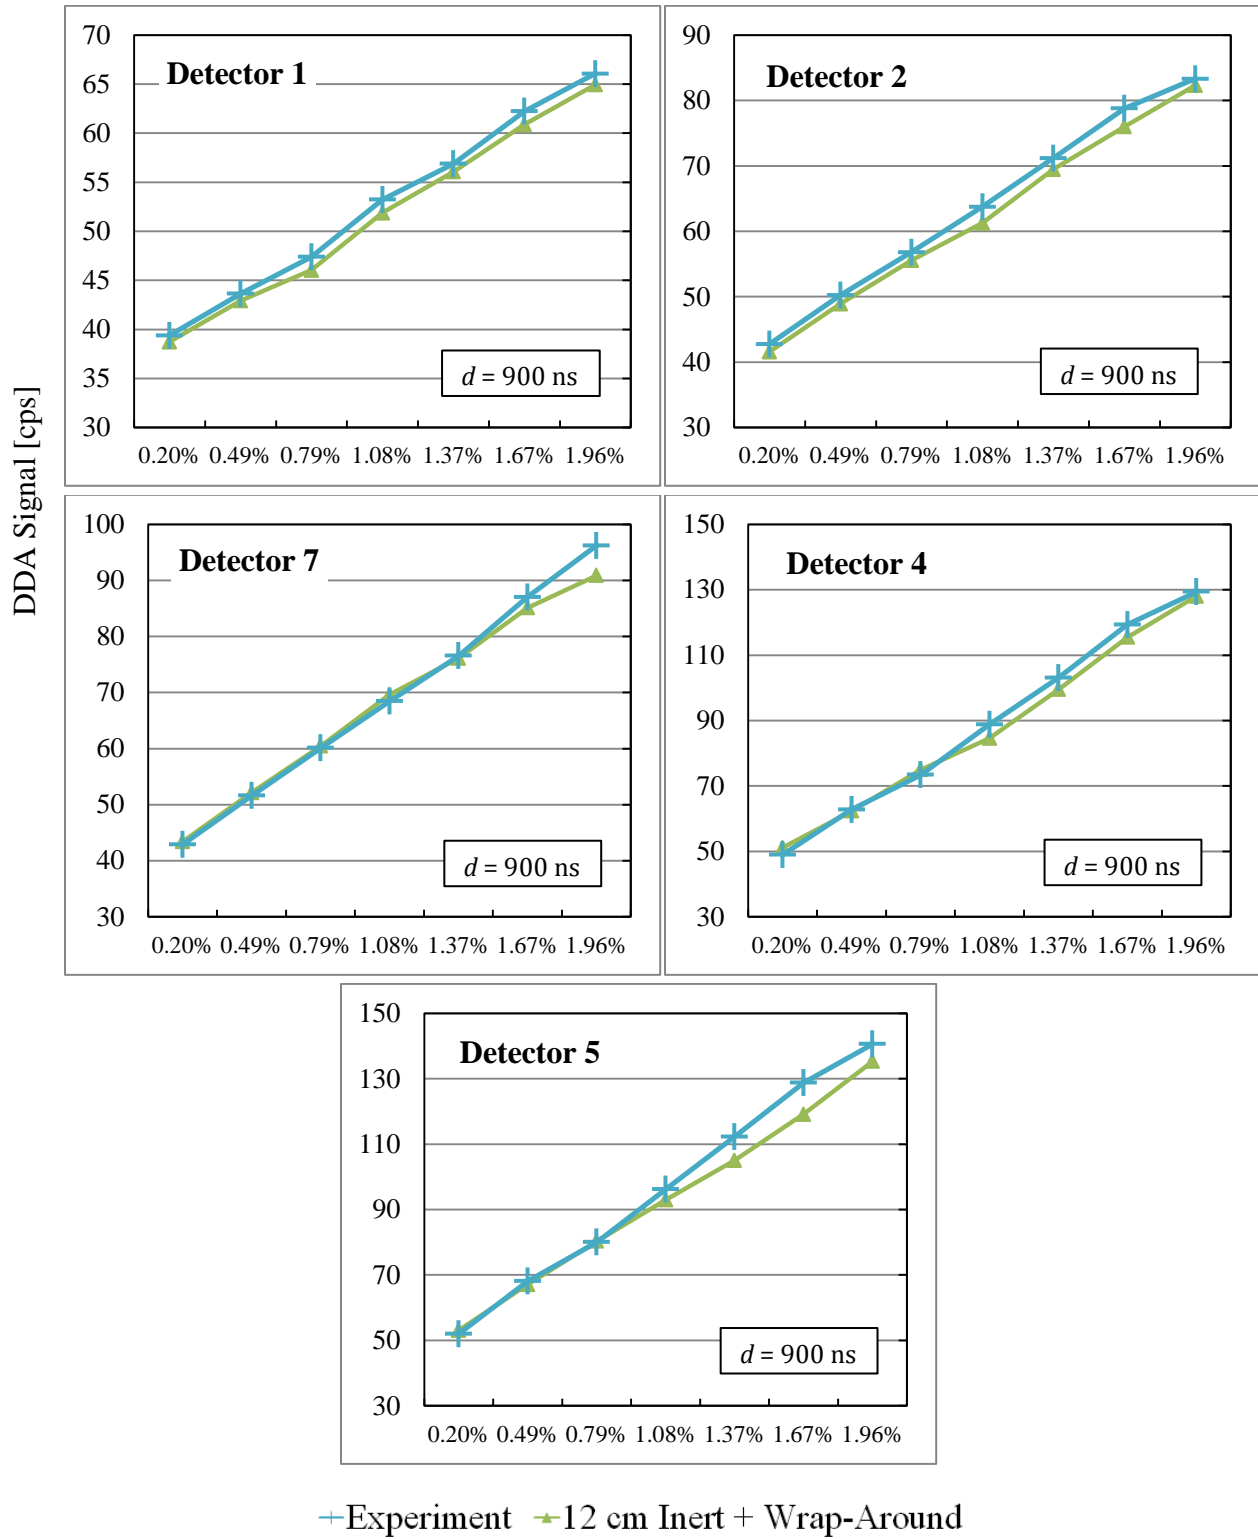 DDA Signal [cps]
Detector 1
70
65
60
55
50
45
40
35
30
d = 900 ns
0.20% 0.49% 0.79% 1.08% 1.37% 1.67% 1.96%
Detector 2
90
80
70
60
50
40
30
d = 900 ns
0.20% 0.49% 0.79% 1.08% 1.37% 1.67% 1.96%
Detector 7
100
90
80
70
60
50
40
30
d = 900 ns
0.20% 0.49% 0.79% 1.08% 1.37% 1.67% 1.96%
Detector 4
150
130
110
90
70
50
30
d = 900 ns
0.20% 0.49% 0.79% 1.08% 1.37% 1.67% 1.96%
Detector 5
150
130
110
90
70
50
30
d = 900 ns
0.20% 0.49% 0.79% 1.08% 1.37% 1.67% 1.96%
Experiment 12 cm Inert + Wrap-Around